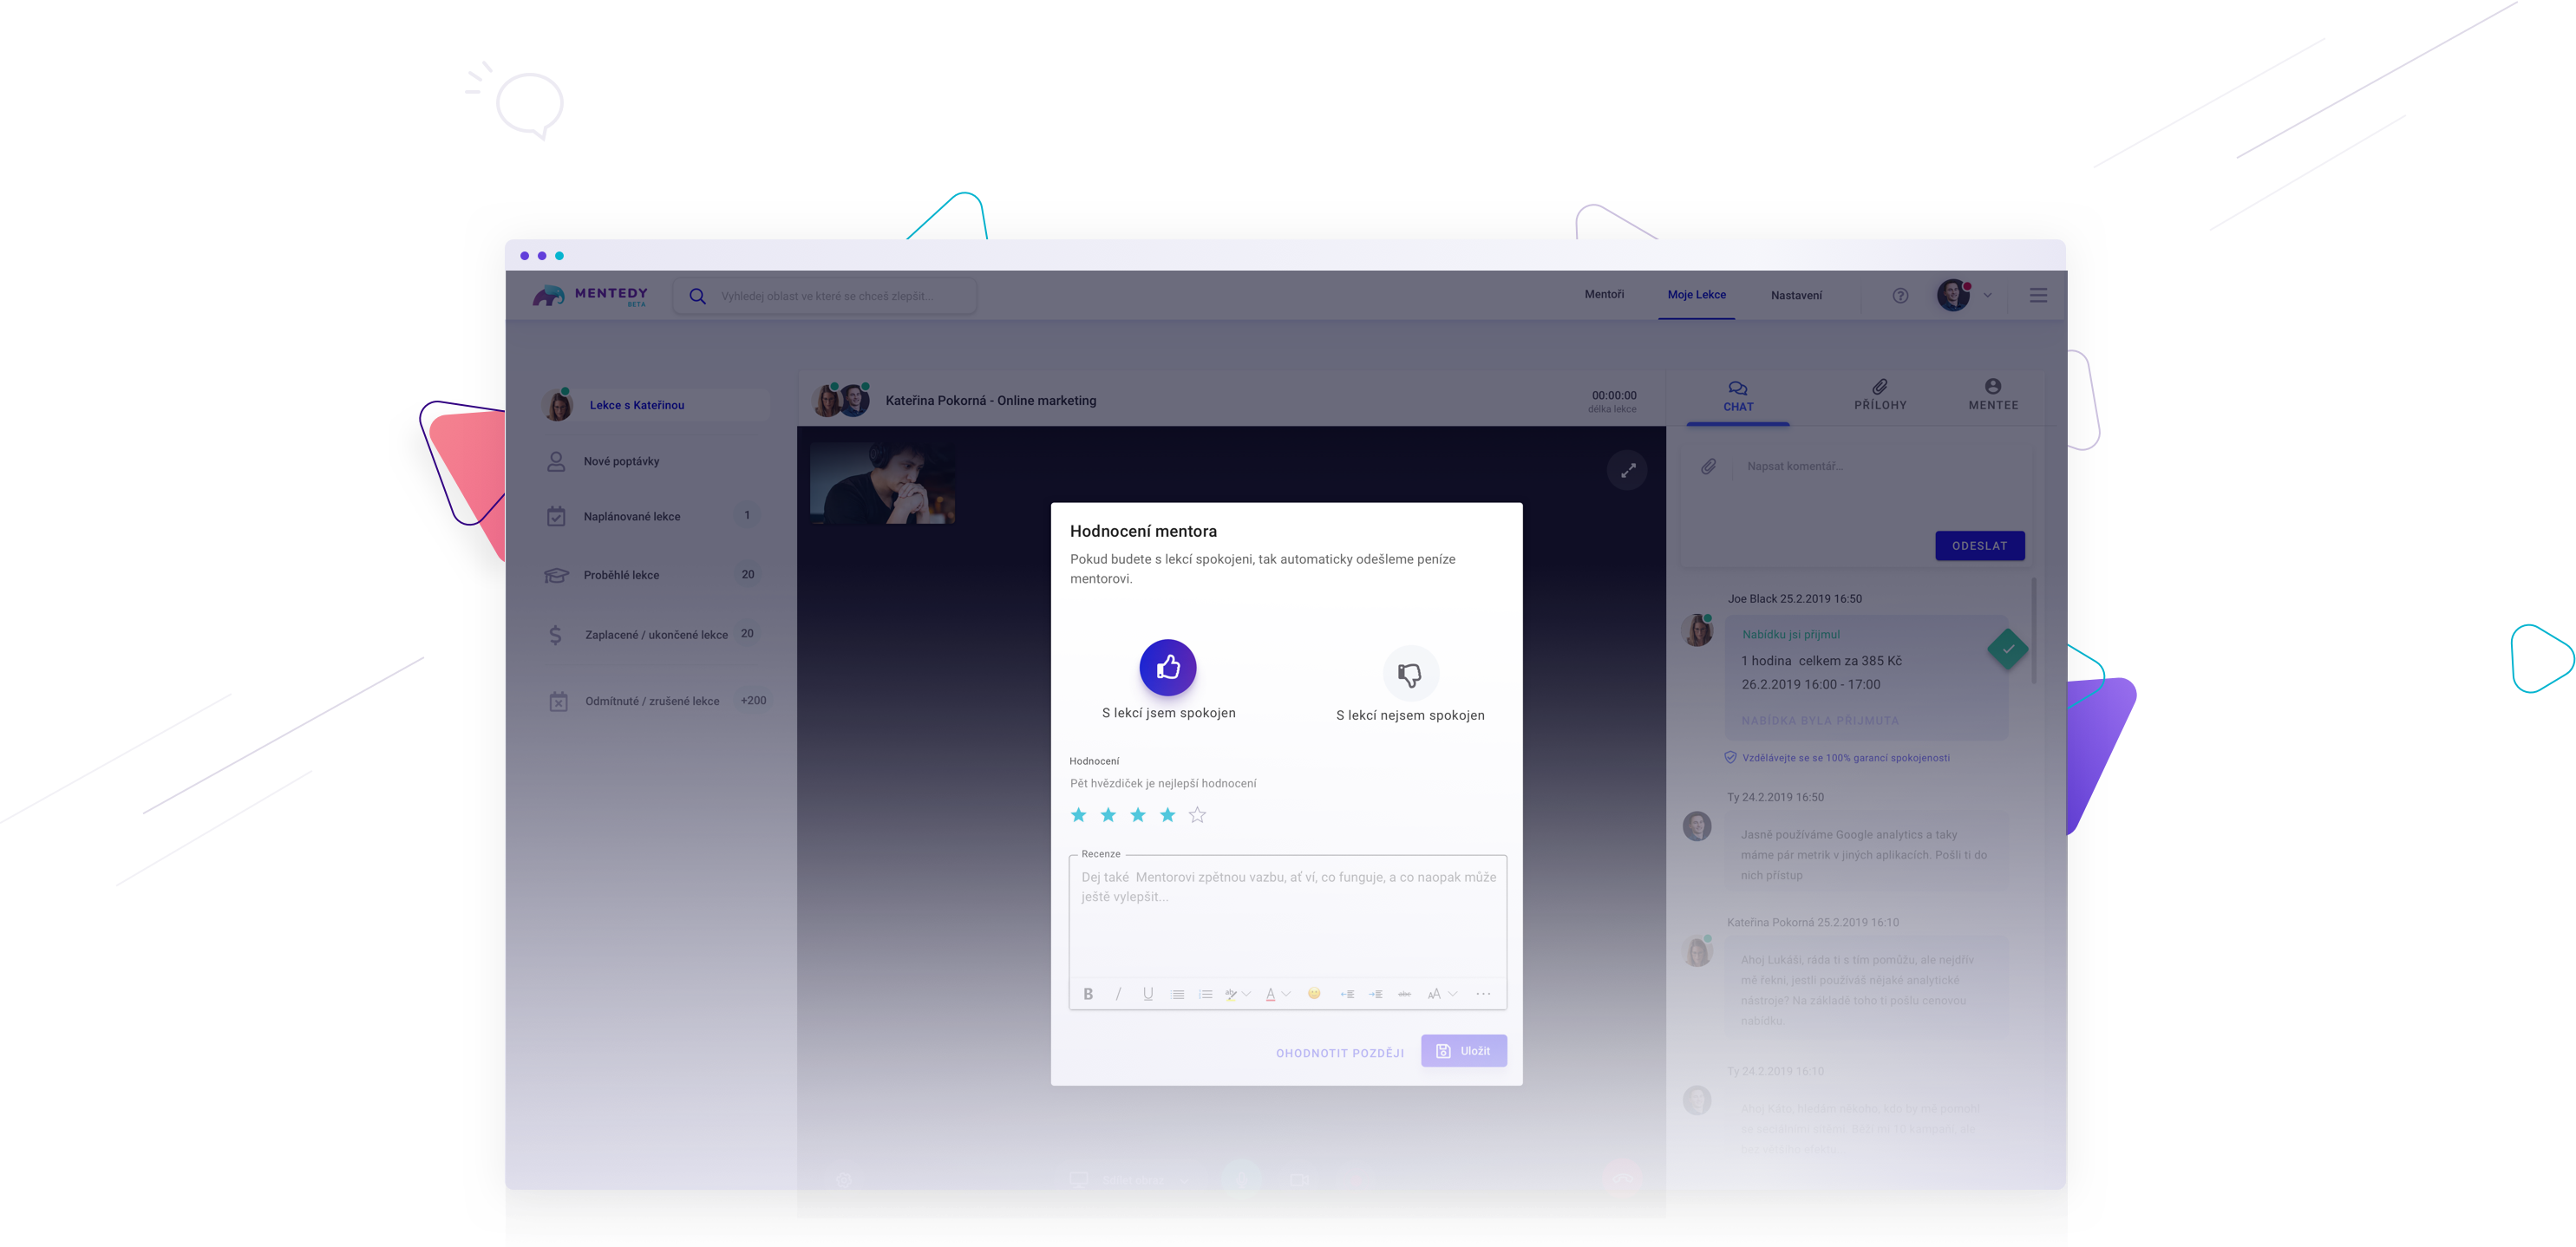 MENTEDY
BETA
Vyhledej oblast ve které se chceš zlepšit...
Mentoři
Moje Lekce
Nastavení
Lekce s Kateřinou
Nové poptávky
Naplánované lekce
1
Proběhlé lekce
20
Zaplacené / ukončené lekce
20
Odmítnuté / zrušené lekce
+200
Kateřina Pokorná - Online marketing
00:00:00
délka lekce
Hodnocení mentora
Pokud budete s lekcí spokojeni, tak automaticky odešleme peníze
mentorovi.
S lekcí jsem spokojen
S lekcí nejsem spokojen
Hodnocení
Pět hvězdiček je nejlepší hodnocení
Recenze
Dej také  Mentorovi zpětnou vazbu, ať ví, co funguje, a co naopak může
ještě vylepšit...
OHODNOTIT POZDĚJI
Uložit
CHAT
PŘÍLOHY
MENTEE
Napsat komentář...
ODESLAT
Joe Black 25.2.2019 16:50
Nabídku jsi přijmul
1 hodina  celkem za 385 Kč
26.2.2019 16:00 - 17:00
NABÍDKA BYLA PŘIJMUTA
Vzdělávejte se se 100% garancí spokojenosti
Ty 24.2.2019 16:50
Jasně používáme Google analytics a taky
máme pár metrik v jiných aplikacích. Pošli ti do
nich přístup
Kateřina Pokorná 25.2.2019 16:10
Ahoj Lukáši, ráda ti s tím pomůžu, ale nejdřív
mě řekni, jestli používáš nějaké analytické
nástroje? Na základě toho ti pošlu cenovou
nabídku
Ty 24.2.2019 16:10